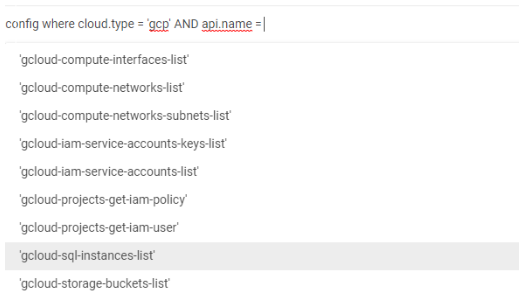 config where cloud.type = 'gcp' AND api.name =
'gcloud-compute-interfaces-list'
'gcloud-compute-networks-list'
'gcloud-compute-networks-subnets-list'
'gcloud-iam-service-accounts-keys-list'
'gcloud-iam-service-accounts-list'
'gcloud-projects-get-iam-policy'
'gcloud-projects-get-iam-user'
'gcloud-sql-instances-list'
'gcloud-storage-buckets-list'